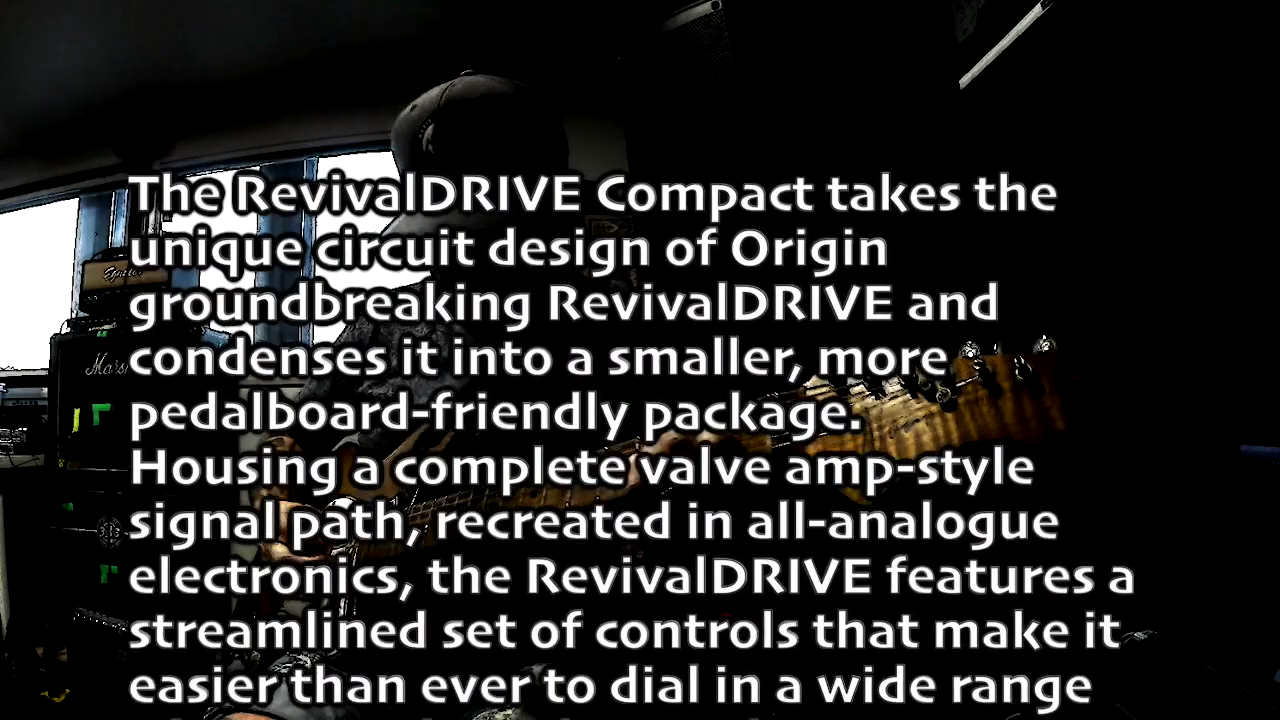 The RevivalDRIVE Compact takes the
unique circuit design of Origin
groundbreaking RevivalDRIVE and
condenses it into a smaller, more
pedalboard-friendly package.
Housing a complete valve amp-style
signal path, recreated in all-analogue
electronics, the RevivalDRIVE features a
streamlined set of controls that make it
easier than ever to dial in a wide range